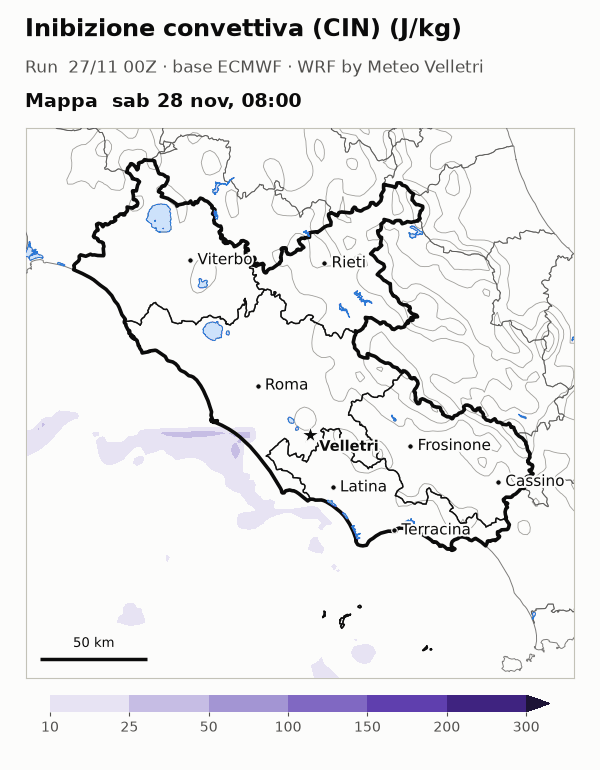 Inibizione convettiva (CIN) (J/kg)
Run  27/11 00Z · base ECMWF · WRF by Meteo Velletri
Mappa  sab 28 nov, 08:00
Viterbo
Rieti
Roma
Velletri
Frosinone
Cassino
Latina
Terracina
50 km
10 25 50 100 150 200 300